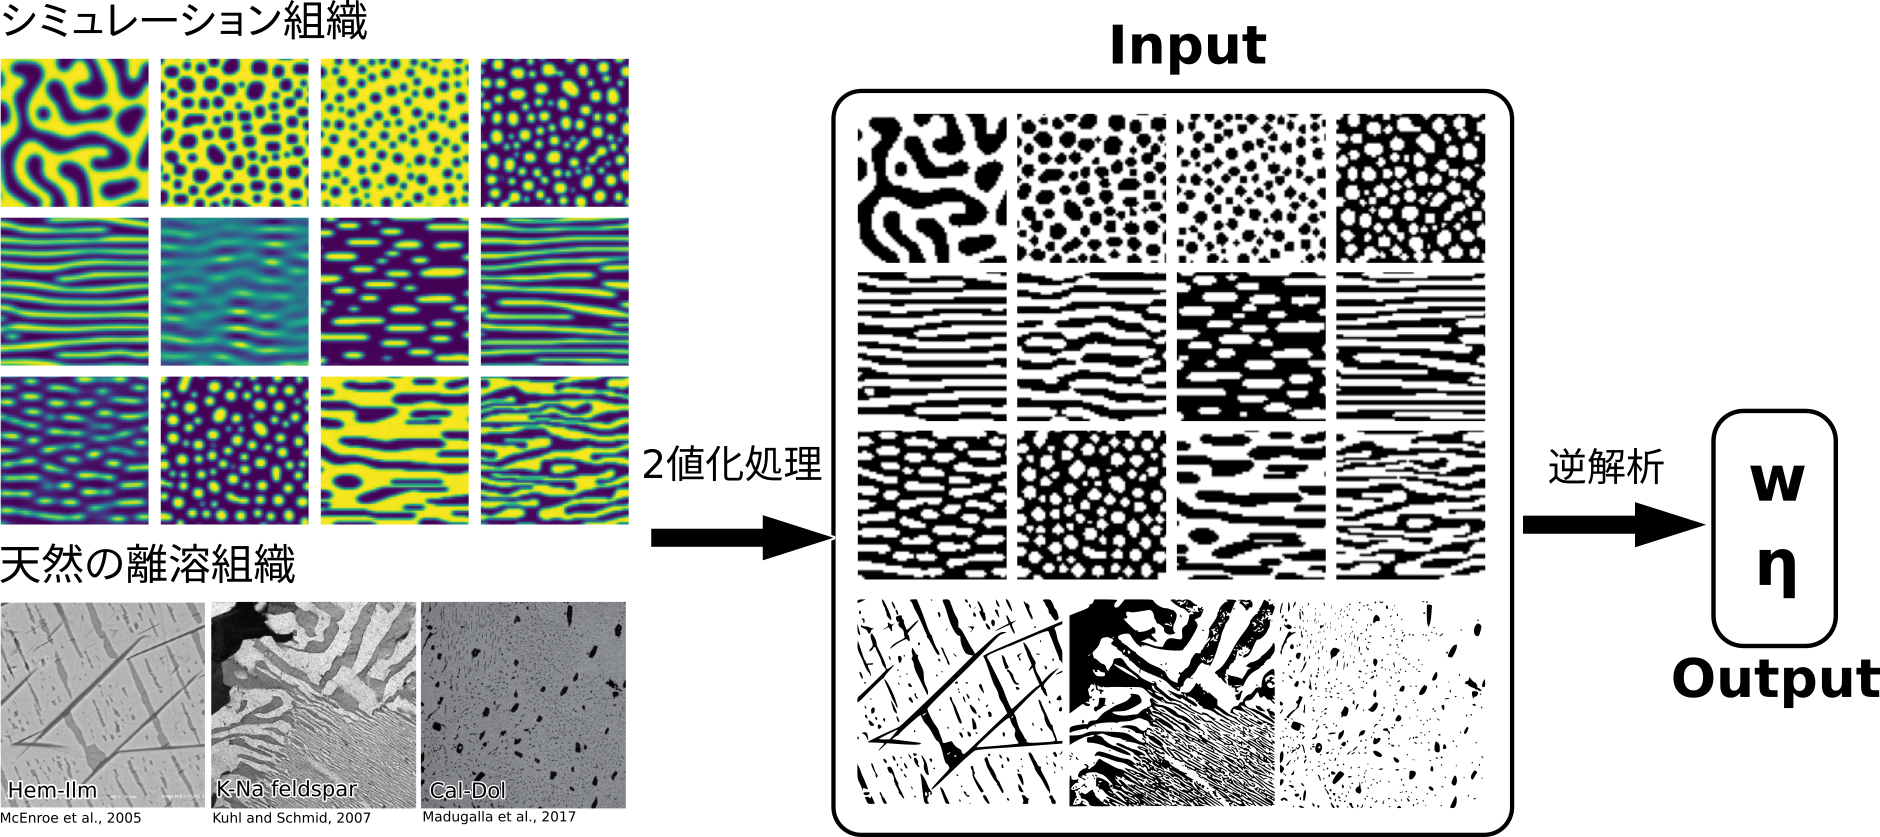 シミュレーション組織
Input
2値化処理
逆解析
w
η
Output
天然の離溶組織
Hem-Ilm
K-Na feldspar
Cal-Dol
McEnroe et al., 2005
Kuhl and Schmid, 2007
Madugalla et al., 2017